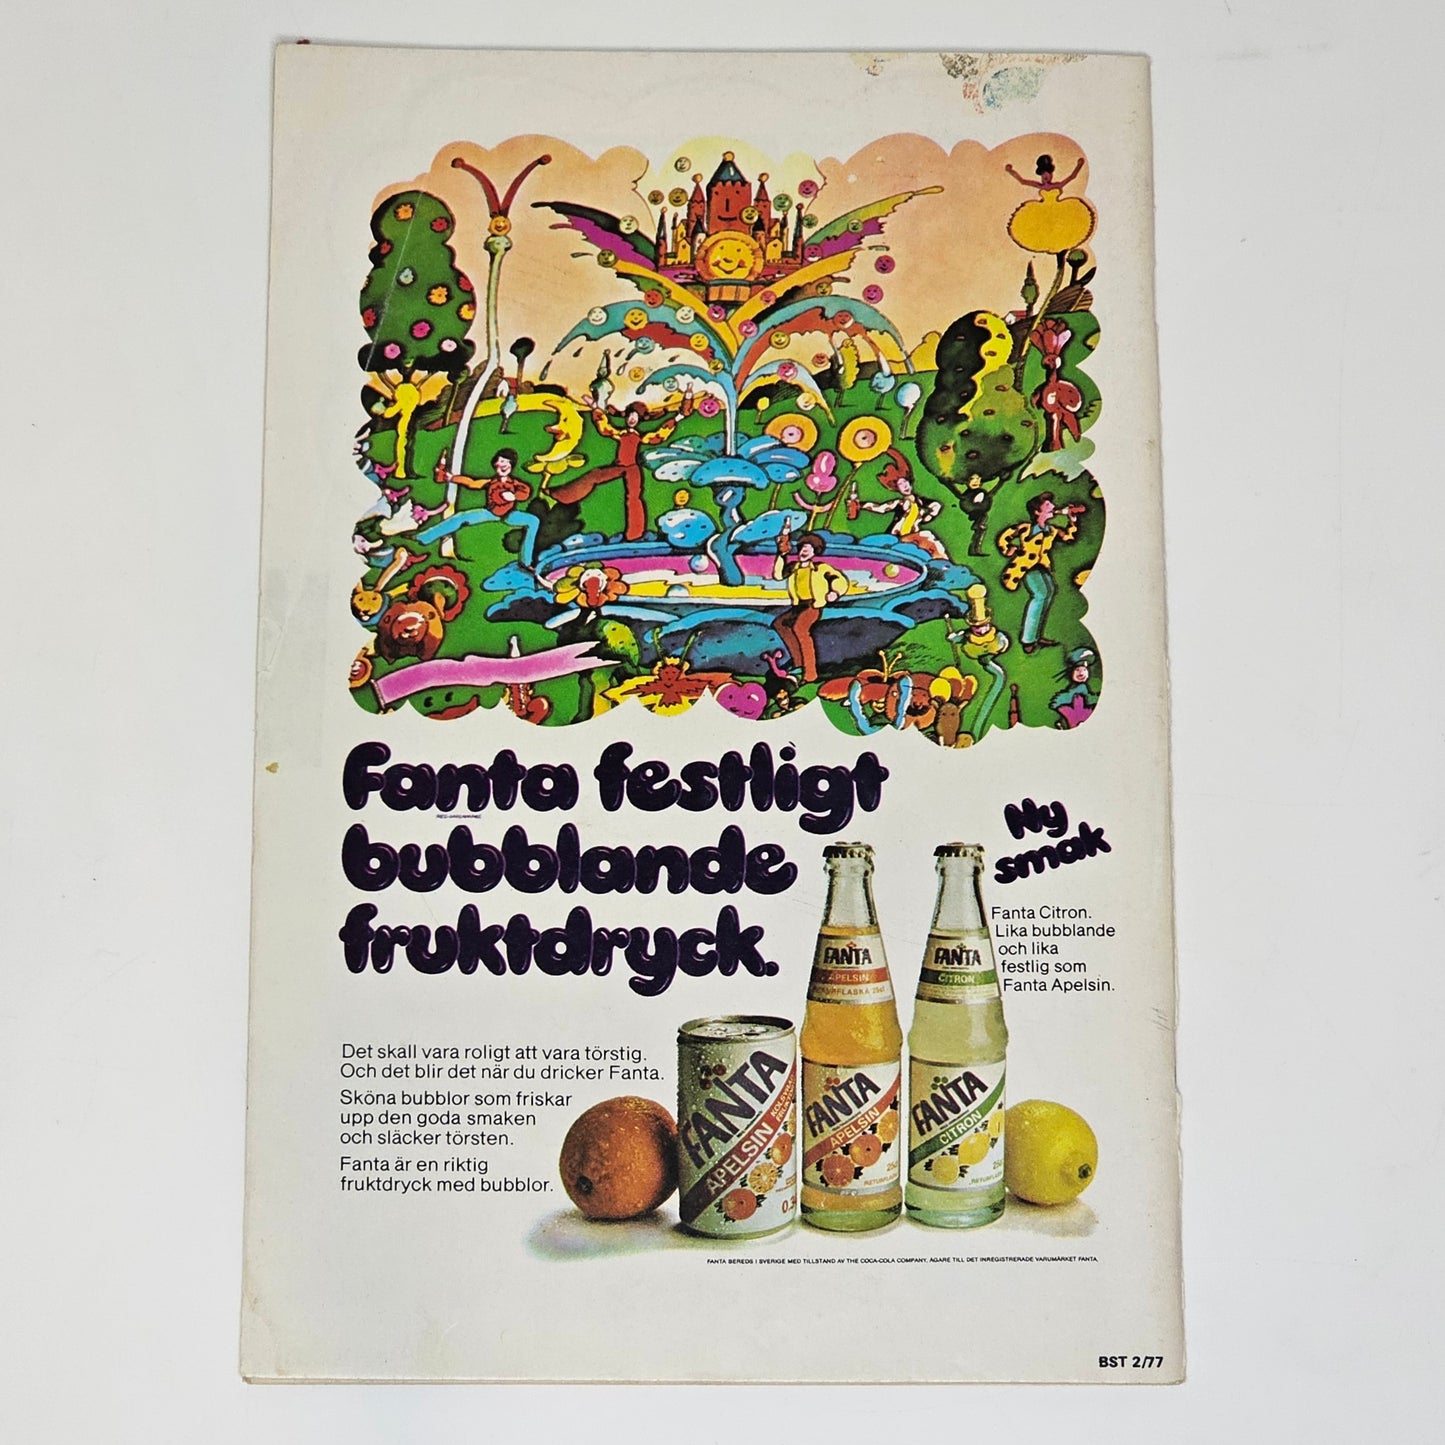 Fanta festligt
REG. VARUMÄRKE
bubblande
fruktdryck.
Ny
smak
Fanta Citron.
Lika bubblande
och lika
festlig som
Fanta Apelsin.
Det skall vara roligt att vara törstig.
Och det blir det när du dricker Fanta.
Sköna bubblor som friskar
upp den goda smaken
och släcker törsten.
Fanta är en riktig
fruktdryck med bubblor.
FANTA
APELSIN
FANTA
APELSIN
FANTA
APELSIN
RETURFLASKA
FANTA
CITRON
FANTA
CITRON
RETURFLASKA
FANTA BEREDS I SVERIGE MED TILLSTÅND AV THE COCA-COLA COMPANY, ÄGARE TILL DET INREGISTRERADE VARUMÄRKET FANTA.
BST 2/77